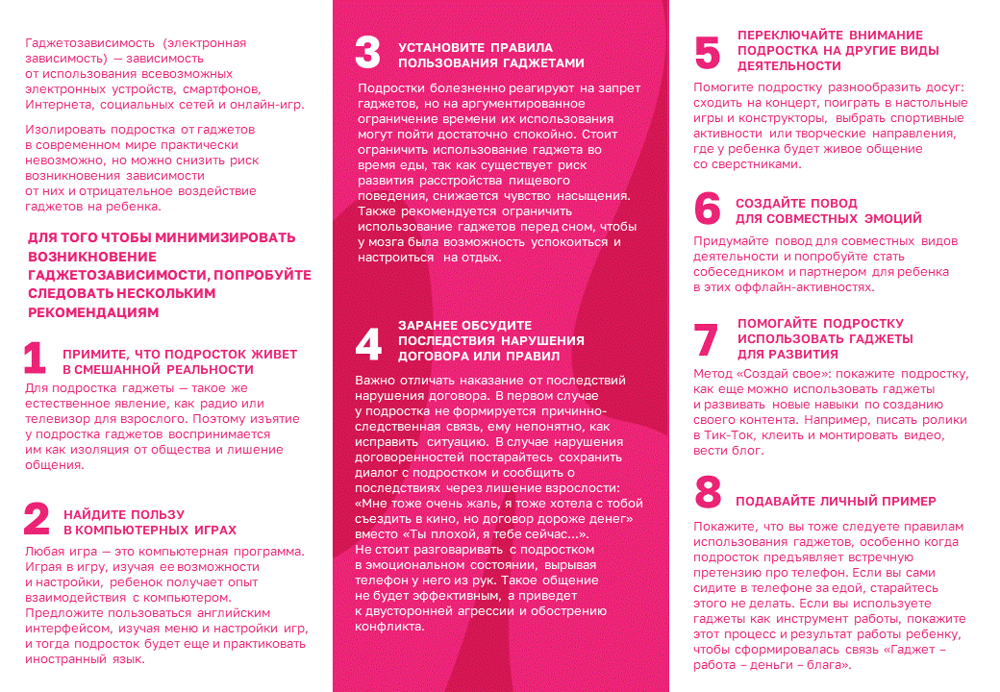 Гаджетозависимость (электронная
зависимость) — зависимость
от использования всевозможных
электронных устройств, смартфонов,
Интернета, социальных сетей и онлайн-игр.
Изолировать подростка от гаджетов
в современном мире практически
невозможно, но можно снизить риск
возникновения зависимости
от них и отрицательное воздействие
гаджетов на ребенка.
ДЛЯ ТОГО ЧТОБЫ МИНИМИЗИРОВАТЬ
ВОЗНИКНОВЕНИЕ
ГАДЖЕТОЗАВИСИМОСТИ, ПОПРОБУЙТЕ
СЛЕДОВАТЬ НЕСКОЛЬКИМ
РЕКОМЕНДАЦИЯМ
1 ПРИМИТЕ, ЧТО ПОДРОСТОК ЖИВЕТ
В СМЕШАННОЙ РЕАЛЬНОСТИ
Для подростка гаджеты — такое же
естественное явление, как радио или
телевизор для взрослого. Поэтому изъятие
у подростка гаджетов воспринимается
им как изоляция от общества и лишение
общения.
2 НАЙДИТЕ ПОЛЬЗУ
В КОМПЬЮТЕРНЫХ ИГРАХ
Любая игра — это компьютерная программа.
Играя в игру, изучая ее возможности
и настройки, ребенок получает опыт
взаимодействия с компьютером.
Предложите пользоваться английским
интерфейсом, изучая меню и настройки игр,
и тогда подросток будет еще и практиковать
иностранный язык.
3 УСТАНОВИТЕ ПРАВИЛА
ПОЛЬЗОВАНИЯ ГАДЖЕТАМИ
Подростки болезненно реагируют на запрет
гаджетов, но на аргументированное
ограничение времени их использования
могут пойти достаточно спокойно. Стоит
ограничить использование гаджета во
время еды, так как существует риск
развития расстройства пищевого
поведения, снижается чувство насыщения.
Также рекомендуется ограничить
использование гаджетов перед сном, чтобы
у мозга была возможность успокоиться и
настроиться на отдых.
4 ЗАРАНЕЕ ОБСУДИТЕ
ПОСЛЕДСТВИЯ НАРУШЕНИЯ
ДОГОВОРА ИЛИ ПРАВИЛ
Важно отличать наказание от последствий
нарушения договора. В первом случае
у подростка не формируется причинно-
следственная связь, ему непонятно, как
исправить ситуацию. В случае нарушения
договоренностей постарайтесь сохранить
диалог с подростком и сообщить о
последствиях через лишение взрослости:
«Мне тоже очень жаль, я тоже хотела с тобой
съездить в кино, но договор дороже денег»
вместо «Ты плохой, я тебе сейчас...».
Не стоит разговаривать с подростком
в эмоциональном состоянии, вырывая
телефон у него из рук. Такое общение
не будет эффективным, а приведет
к двусторонней агрессии и обострению
конфликта.
5 ПЕРЕКЛЮЧАЙТЕ ВНИМАНИЕ
ПОДРОСТКА НА ДРУГИЕ ВИДЫ
ДЕЯТЕЛЬНОСТИ
Помогите подростку разнообразить досуг:
сходить на концерт, поиграть в настольные
игры и конструкторы, выбрать спортивные
активности или творческие направления,
где у ребенка будет живое общение
со сверстниками.
6 СОЗДАЙТЕ ПОВОД
ДЛЯ СОВМЕСТНЫХ ЭМОЦИЙ
Придумайте повод для совместных видов
деятельности и попробуйте стать
собеседником и партнером для ребенка
в этих оффлайн-активностях.
7 ПОМОГАЙТЕ ПОДРОСТКУ
ИСПОЛЬЗОВАТЬ ГАДЖЕТЫ
ДЛЯ РАЗВИТИЯ
Метод «Создай свое»: покажите подростку,
как еще можно использовать гаджеты
и развивать новые навыки по созданию
своего контента. Например, писать ролики
в Тик-Ток, клеить и монтировать видео,
вести блог.
8 ПОДАВАЙТЕ ЛИЧНЫЙ ПРИМЕР
Покажите, что вы тоже следуете правилам
использования гаджетов, особенно когда
подросток предъявляет встречную
претензию про телефон. Если вы сами
сидите в телефоне за едой, старайтесь
этого не делать. Если вы используете
гаджеты как инструмент работы, покажите
этот процесс и результат работы ребенку,
чтобы сформировалась связь «Гаджет –
работа – деньги – блага».